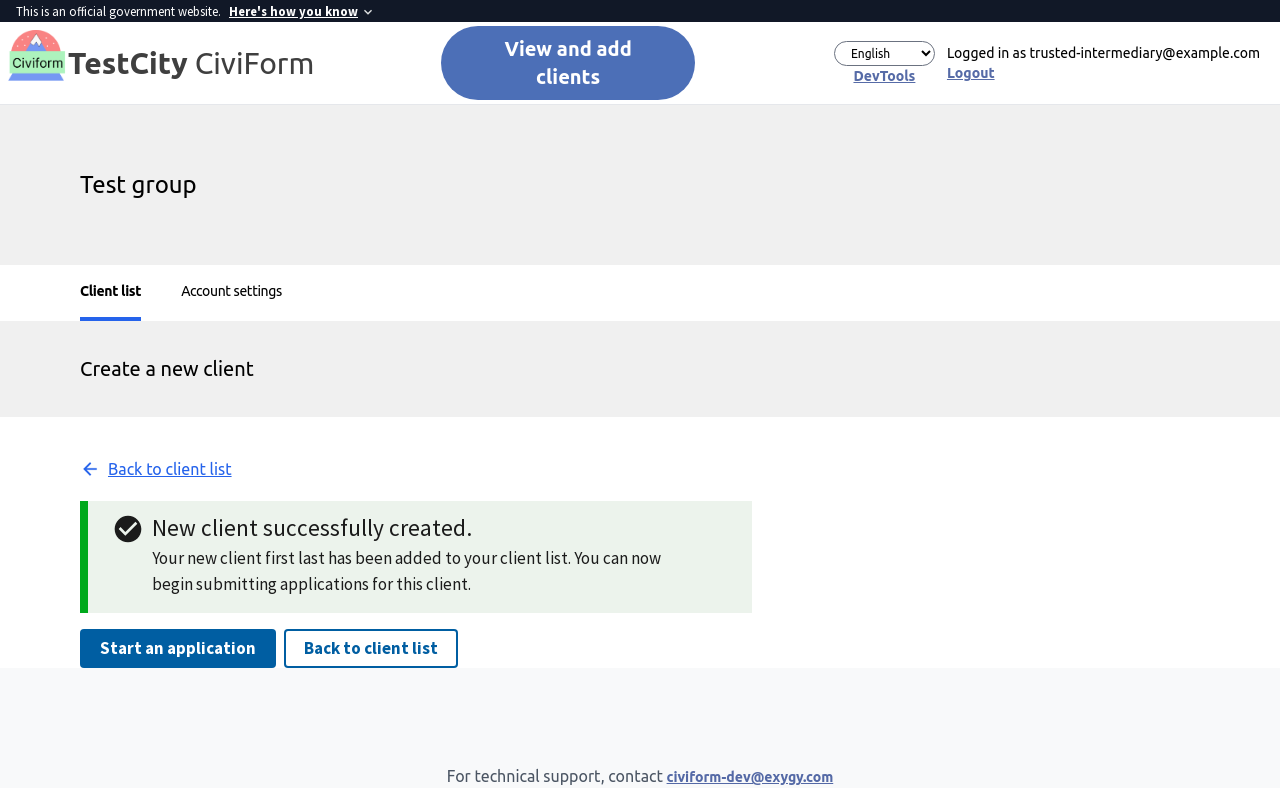 This is an official government website. Here's how you know
Civiform
TestCity CiviForm
View and add
clients
English
DevTools
Logged in as trusted-intermediary@example.com
Logout
Test group
Client list
Account settings
Create a new client
Back to client list
New client successfully created.
Your new client first last has been added to your client list. You can now
begin submitting applications for this client.
Start an application
Back to client list
For technical support, contact civiform-dev@exygy.com